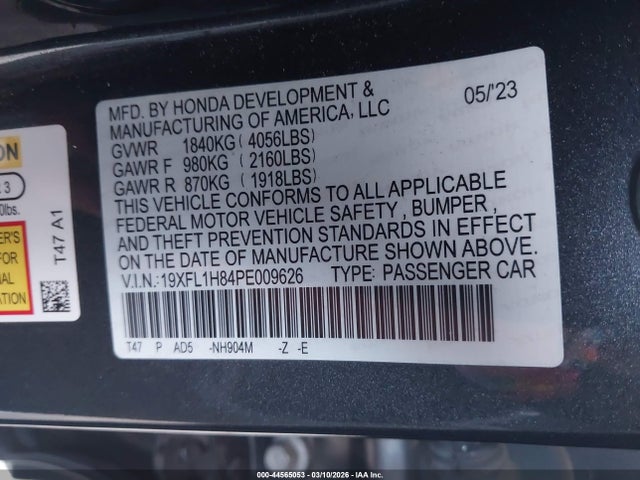 MFD. BY HONDA DEVELOPMENT &
MANUFACTURING OF AMERICA, LLC
05/'23
GVWR 1840KG ( 4056LBS)
GAWR F 980KG ( 2160LBS)
GAWR R 870KG ( 1918LBS)
THIS VEHICLE CONFORMS TO ALL APPLICABLE
FEDERAL MOTOR VEHICLE SAFETY , BUMPER ,
AND THEFT PREVENTION STANDARDS IN EFFECT
ON THE DATE OF MANUFACTURE SHOWN ABOVE.
V.I.N.:19XFL1H84PE009626 TYPE: PASSENGER CAR
T47 P AD5 -NH904M -Z -E
T47 A1
000-44565053 - 03/10/2026 - IAA Inc.